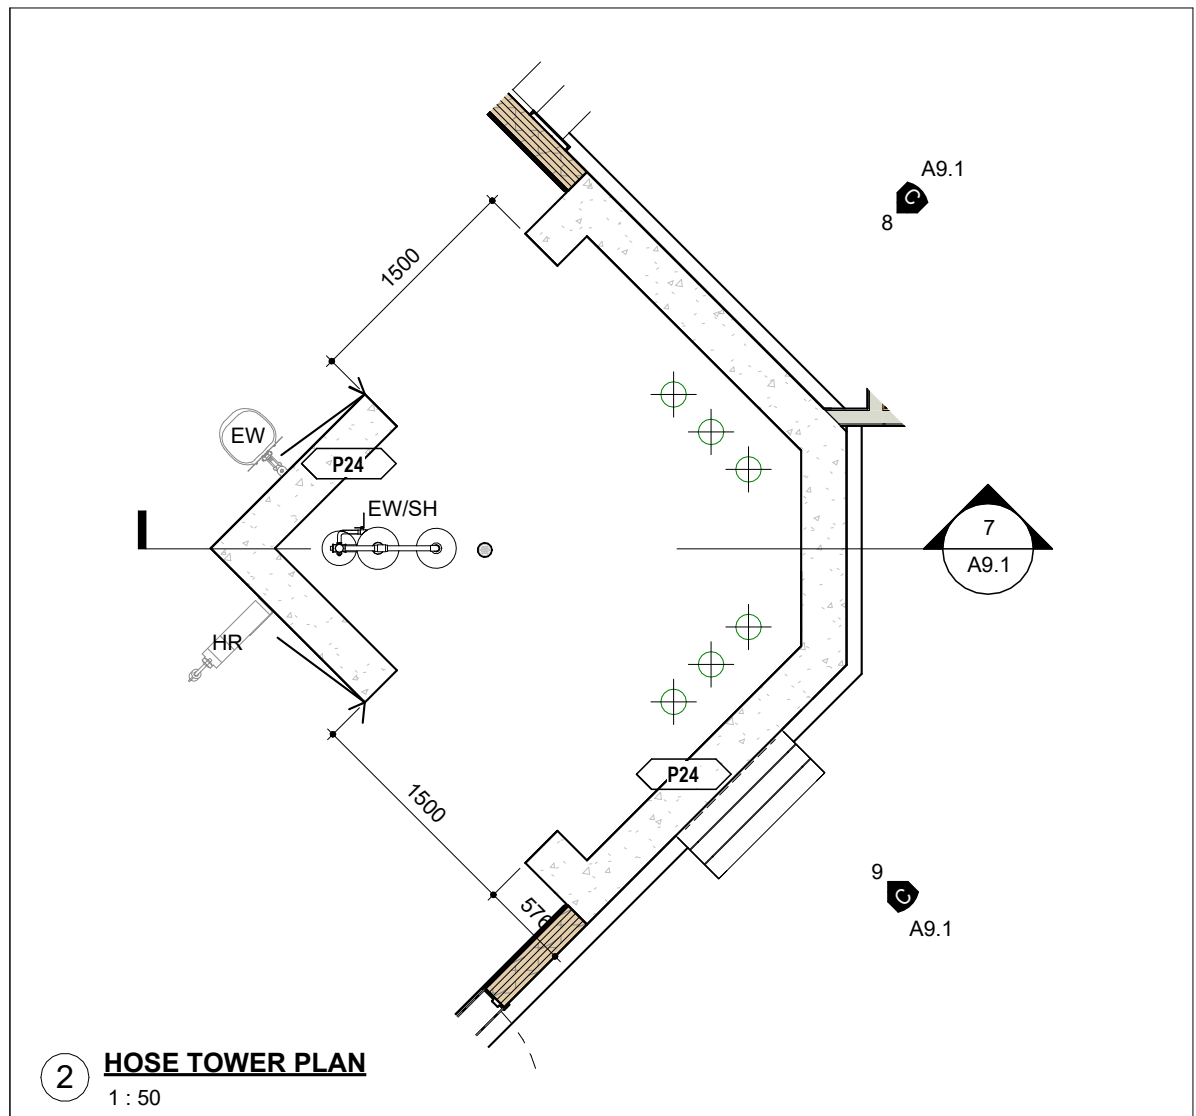 A9.1
C
8
1500
EW
P24
EW/SH
7
A9.1
HR
P24
1500
9
C
A9.1
576
2
HOSE TOWER PLAN
1 : 50